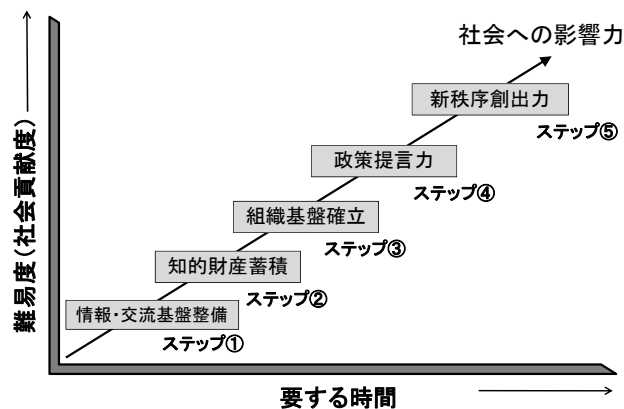 社会への影響力
新秩序創出力
ステップ⑤
政策提言力
ステップ④
組織基盤確立
ステップ③
知的財産蓄積
ステップ②
情報・交流基盤整備
ステップ①
難易度(社会貢献度)
要する時間